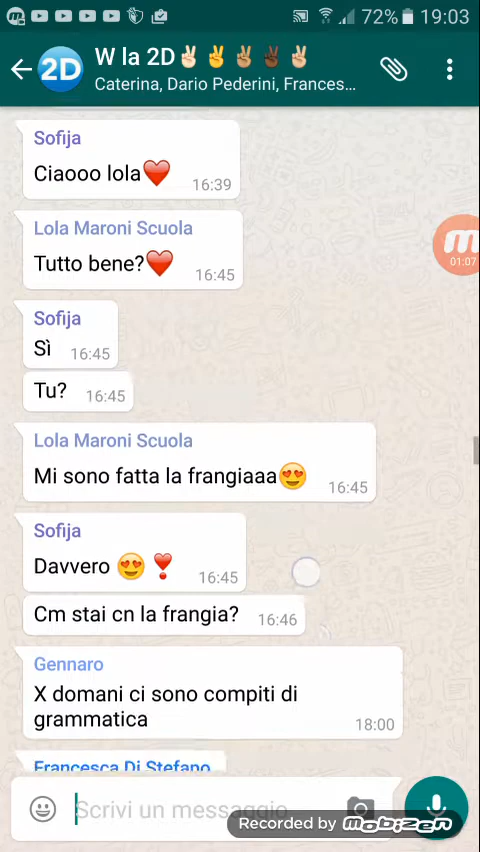 72% 19:03
2D
W la 2D✌🏻✌️✌🏽✌🏿✌🏼
Caterina, Dario Pederini, Frances...
Sofija
Ciaooo lola❤️
16:39
Lola Maroni Scuola
Tutto bene?❤️
16:45
01:07
Sofija
Sì
16:45
Tu?
16:45
Lola Maroni Scuola
Mi sono fatta la frangiaaa😍
16:45
Sofija
Davvero 😍❣️
16:45
Cm stai cn la frangia?
16:46
Gennaro
X domani ci sono compiti di
grammatica
18:00
Francesca Di Stefano
Scrivi un messaggio
Recorded by mobizen